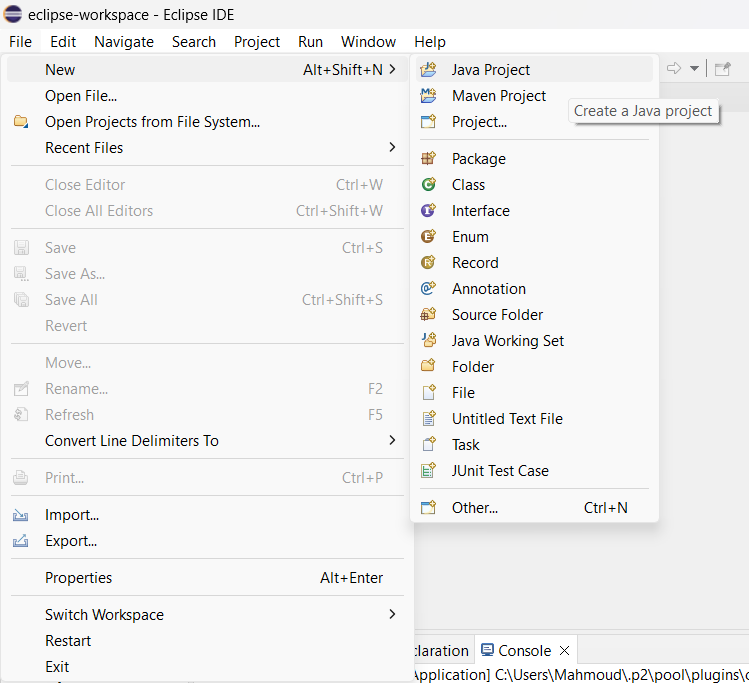 eclipse-workspace - Eclipse IDE
File Edit Navigate Search Project Run Window Help
New Alt+Shift+N
Open File...
Open Projects from File System...
Recent Files
Close Editor Ctrl+W
Close All Editors Ctrl+Shift+W
Save Ctrl+S
Save As...
Save All Ctrl+Shift+S
Revert
Move...
Rename... F2
Refresh F5
Convert Line Delimiters To
Print... Ctrl+P
Import...
Export...
Properties Alt+Enter
Switch Workspace
Restart
Exit
Java Project
Maven Project
Project...
Create a Java project
Package
Class
Interface
Enum
Record
Annotation
Source Folder
Java Working Set
Folder
File
Untitled Text File
Task
JUnit Test Case
Other... Ctrl+N
claration Console
Application] C:\Users\Mahmoud\.p2\pool\plugins\